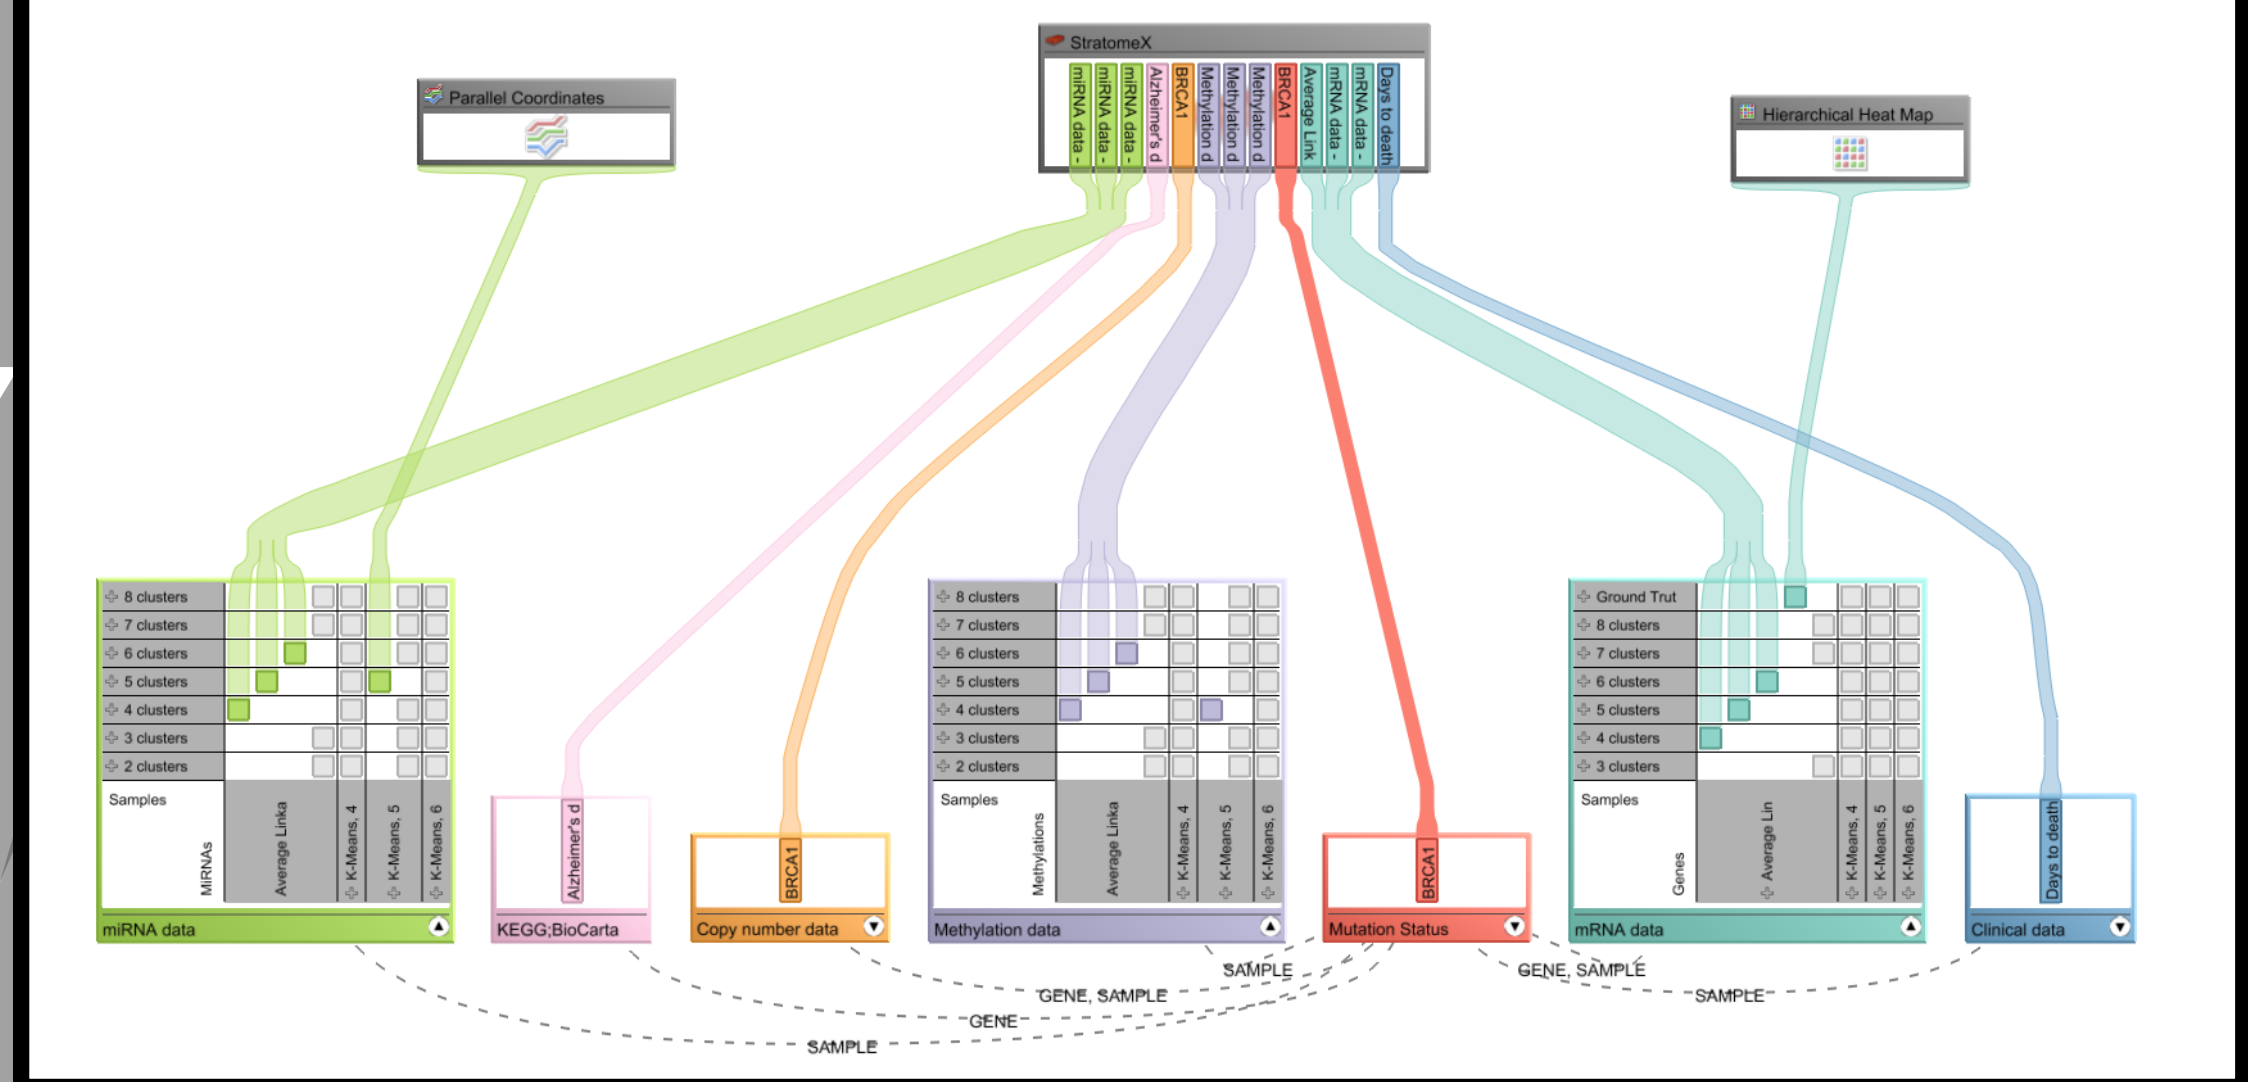 StratomeX
Parallel Coordinates
Hierarchical Heat Map
miRNA data -
miRNA data -
miRNA data -
Alzheimer's d
BRCA1
Methylation d
Methylation d
Methylation d
BRCA1
Average Link
mRNA data -
mRNA data -
Days to death
8 clusters
7 clusters
6 clusters
5 clusters
4 clusters
3 clusters
2 clusters
Samples
MiRNAs
Average Linka
K-Means, 4
K-Means, 5
K-Means, 6
miRNA data
Alzheimer's d
KEGG;BioCarta
BRCA1
Copy number data
8 clusters
7 clusters
6 clusters
5 clusters
4 clusters
3 clusters
2 clusters
Samples
Methylations
Average Linka
K-Means, 4
K-Means, 5
K-Means, 6
Methylation data
BRCA1
Mutation Status
Ground Trut
8 clusters
7 clusters
6 clusters
5 clusters
4 clusters
3 clusters
Samples
Genes
Average Lin
K-Means, 4
K-Means, 5
K-Means, 6
mRNA data
Days to death
Clinical data
SAMPLE
GENE, SAMPLE
GENE, SAMPLE
SAMPLE
GENE
SAMPLE